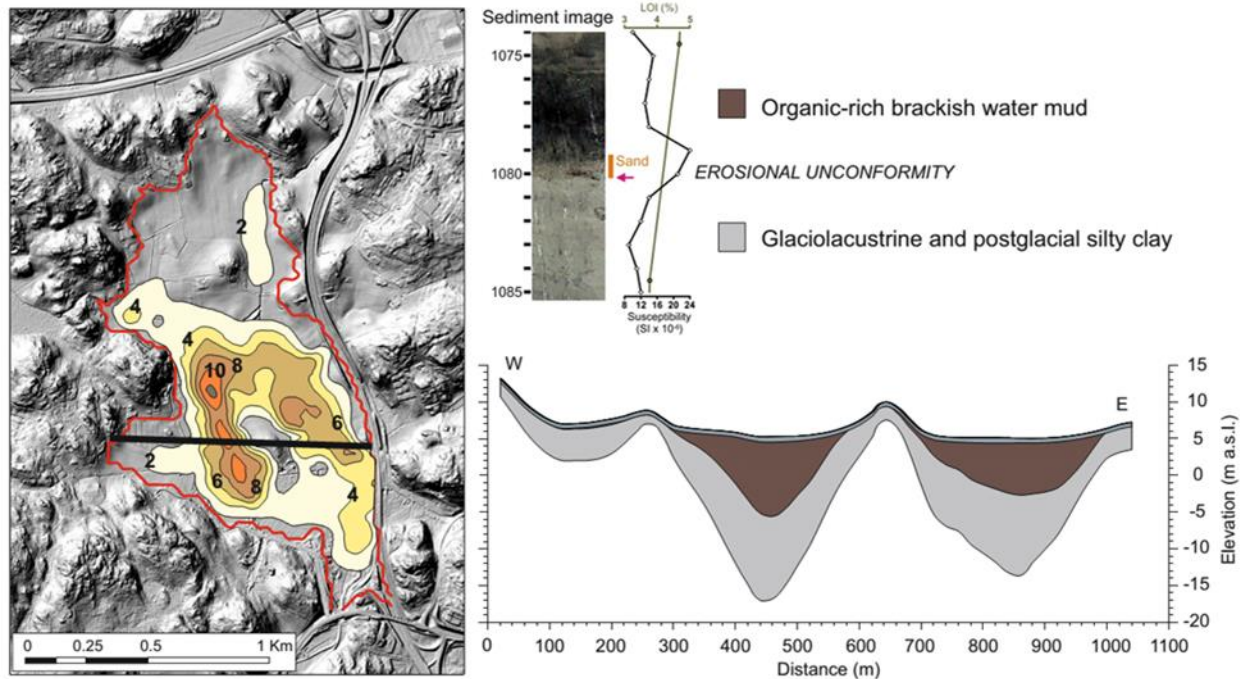 2
4
4
10
8
6
2
6
8
4
0 0.25 0.5 1 Km
Sediment image
LOI (%)
3 4 5
1075
1080
1085
Sand
8 12 16 20 24
Susceptibility
(SI x 10⁻⁶)
Organic-rich brackish water mud
EROSIONAL UNCONFORMITY
Glaciolacustrine and postglacial silty clay
W
E
15
10
5
0
-5
-10
-15
-20
Elevation (m a.s.l.)
0 100 200 300 400 500 600 700 800 900 1000 1100
Distance (m)